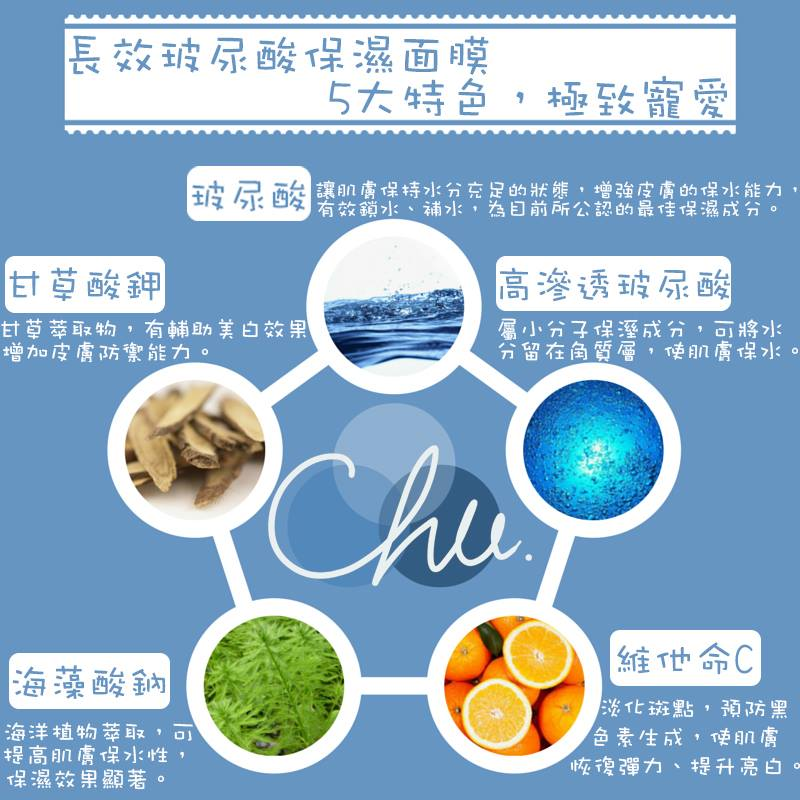 長效玻尿酸保濕面膜
5大特色，極致寵愛
玻尿酸
讓肌膚保持水分充足的狀態，增強皮膚的保水能力，
有效鎖水、補水，為目前所公認的最佳保濕成分。
甘草酸鉀
甘草萃取物，有輔助美白效果
增加皮膚防禦能力。
高滲透玻尿酸
屬小分子保溼成分，可將水
分留在角質層，使肌膚保水。
Chu.
海藻酸鈉
海洋植物萃取，可
提高肌膚保水性，
保濕效果顯著。
維他命C
淡化斑點，預防黑
色素生成，使肌膚
恢復彈力、提升亮白。